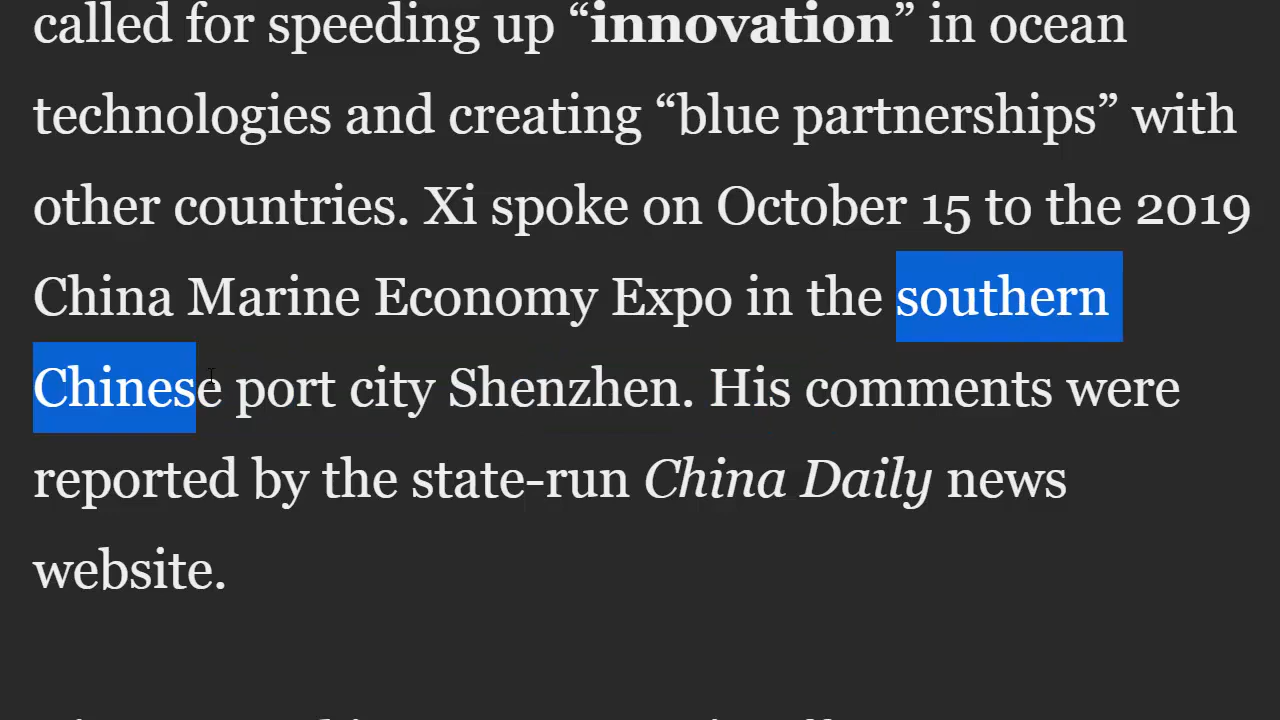 called for speeding up “innovation” in ocean
technologies and creating “blue partnerships” with
other countries. Xi spoke on October 15 to the 2019
China Marine Economy Expo in the southern
Chinese port city Shenzhen. His comments were
reported by the state-run China Daily news
website.